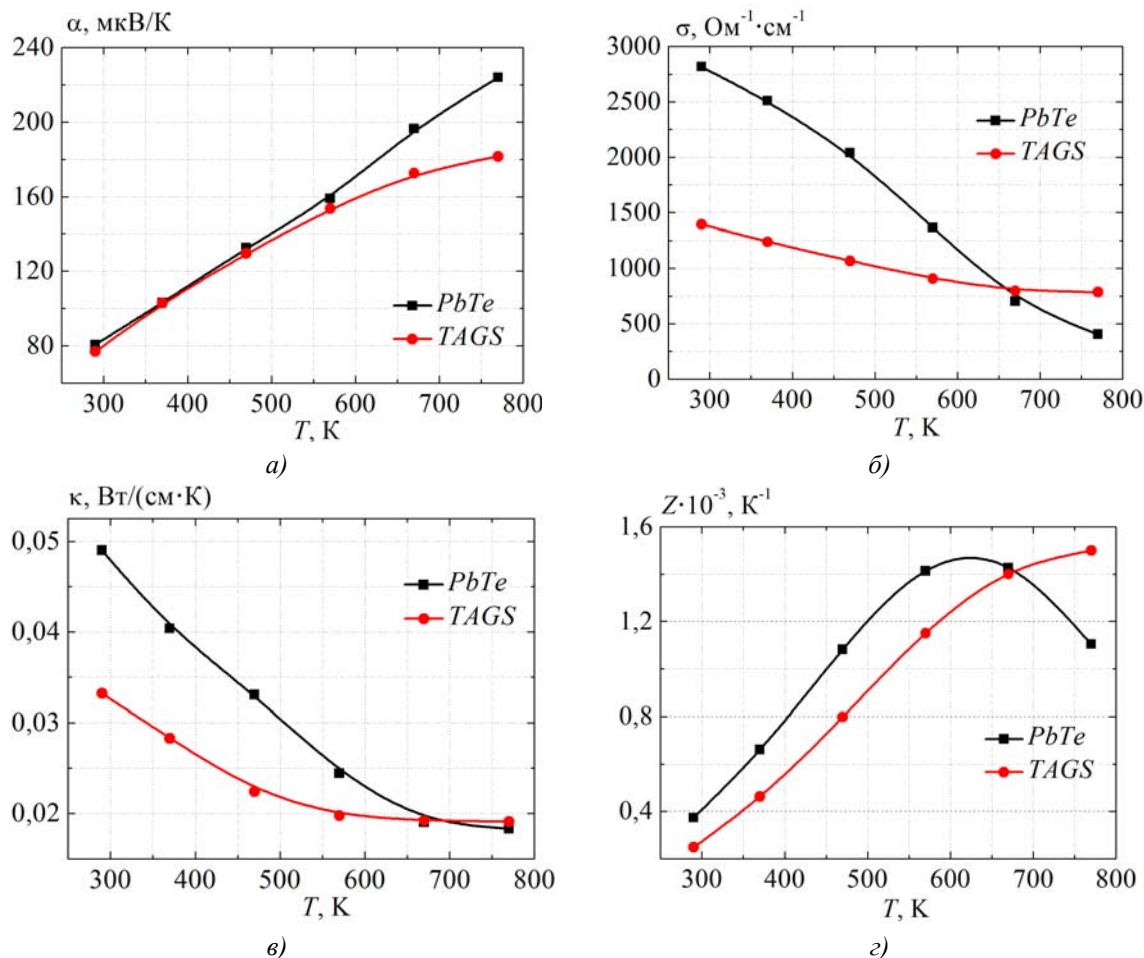 α, мкВ/К
240
200
160
120
80
PbTe
TAGS
300 400 500 600 700 800
T, К
а)
σ, Ом⁻¹·см⁻¹
3000
2500
2000
1500
1000
500
0
PbTe
TAGS
300 400 500 600 700 800
T, К
б)
κ, Вт/(см·К)
0,05
0,04
0,03
0,02
PbTe
TAGS
300 400 500 600 700 800
T, К
в)
Z·10⁻³, К⁻¹
1,6
1,2
0,8
0,4
PbTe
TAGS
300 400 500 600 700 800
T, К
г)